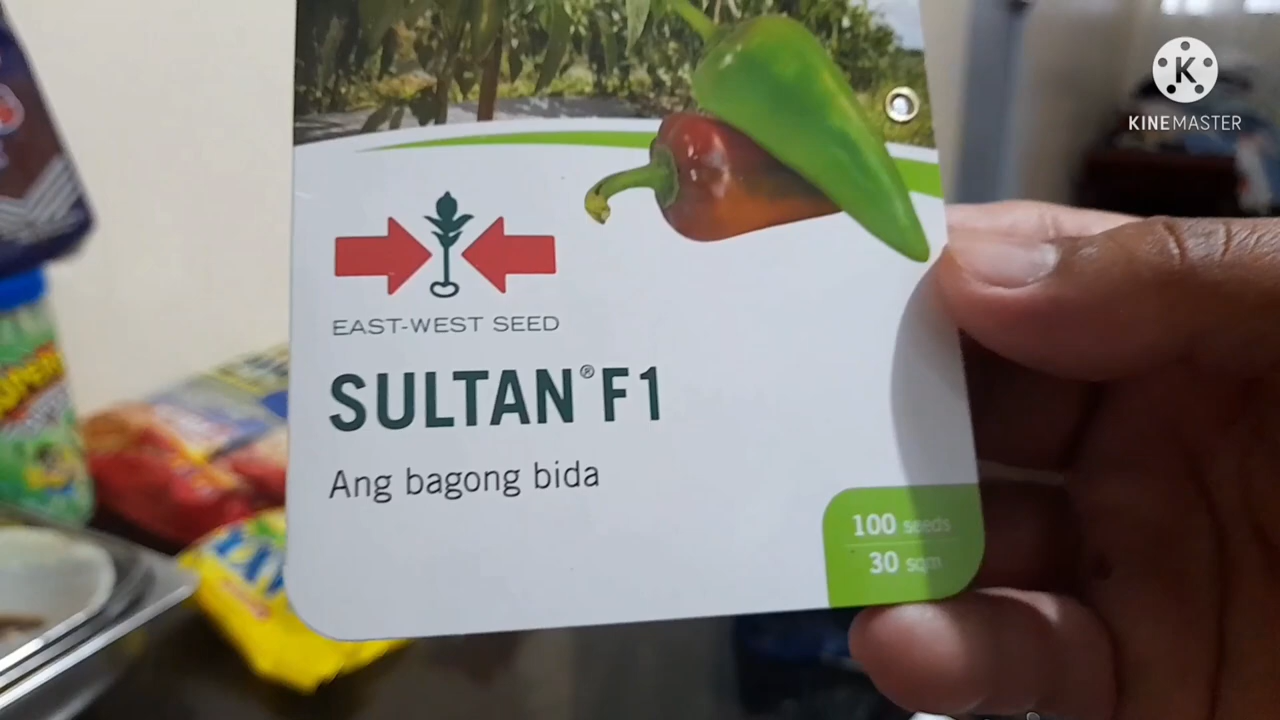 KINEMASTER
EAST-WEST SEED
SULTAN® F1
Ang bagong bida
100 seeds
30 sqm